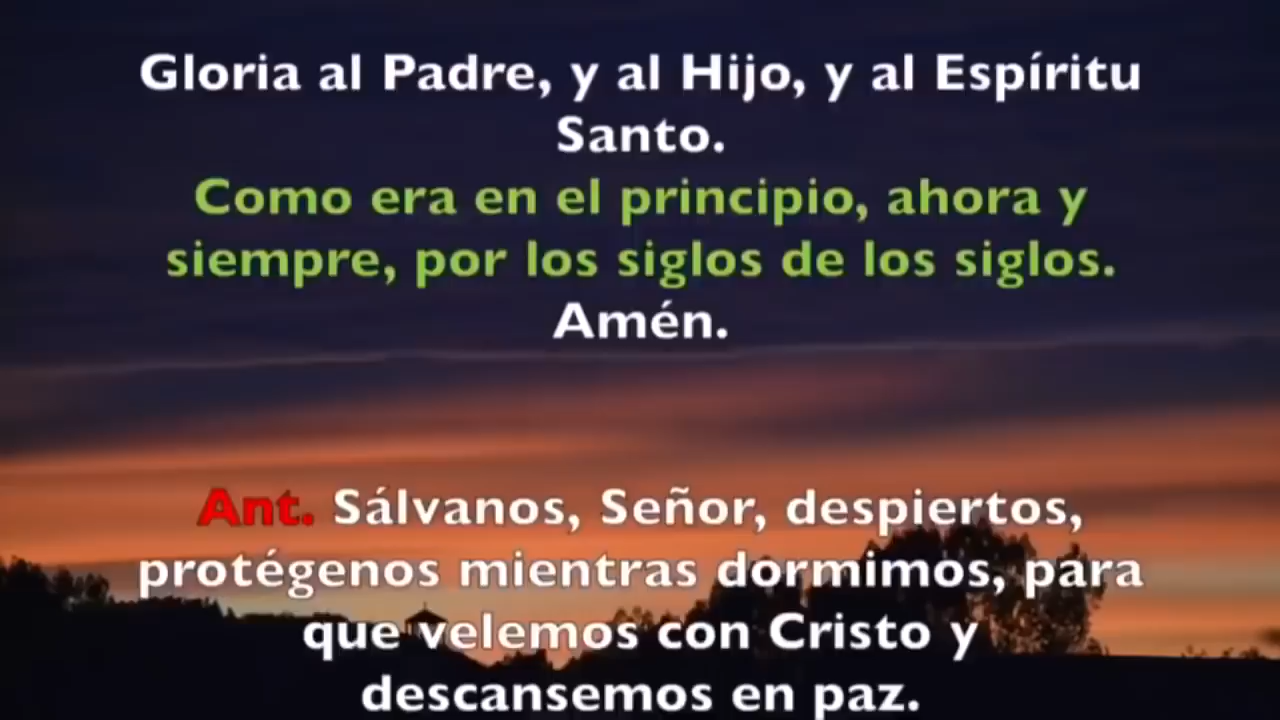 Gloria al Padre, y al Hijo, y al Espíritu
Santo.
Como era en el principio, ahora y
siempre, por los siglos de los siglos.
Amén.
Ant. Sálvanos, Señor, despiertos,
protégenos mientras dormimos, para
que velemos con Cristo y
descansemos en paz.